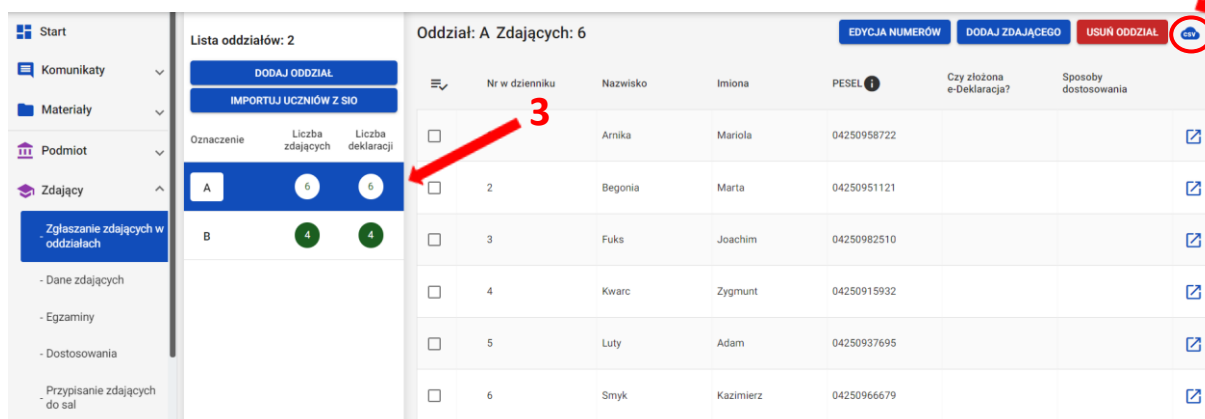 Start
Komunikaty
Materiały
Podmiot
Zdający
- Zgłaszanie zdających w
oddziałach
- Dane zdających
- Egzaminy
- Dostosowania
- Przypisanie zdających
do sal
Lista oddziałów: 2
DODAJ ODDZIAŁ
IMPORTUJ UCZNIÓW Z SIO
Oznaczenie Liczba zdających Liczba deklaracji
A 6 6
B 4 4
3
Oddział: A Zdających: 6
EDYCJA NUMERÓW DODAJ ZDAJĄCEGO USUŃ ODDZIAŁ CSV
Nr w dzienniku Nazwisko Imiona PESEL i Czy złożona e-Deklaracja? Sposoby dostosowania
Arnika Mariola 04250958722
2 Begonia Marta 04250951121
3 Fuks Joachim 04250982510
4 Kwarc Zygmunt 04250915932
5 Luty Adam 04250937695
6 Smyk Kazimierz 04250966679